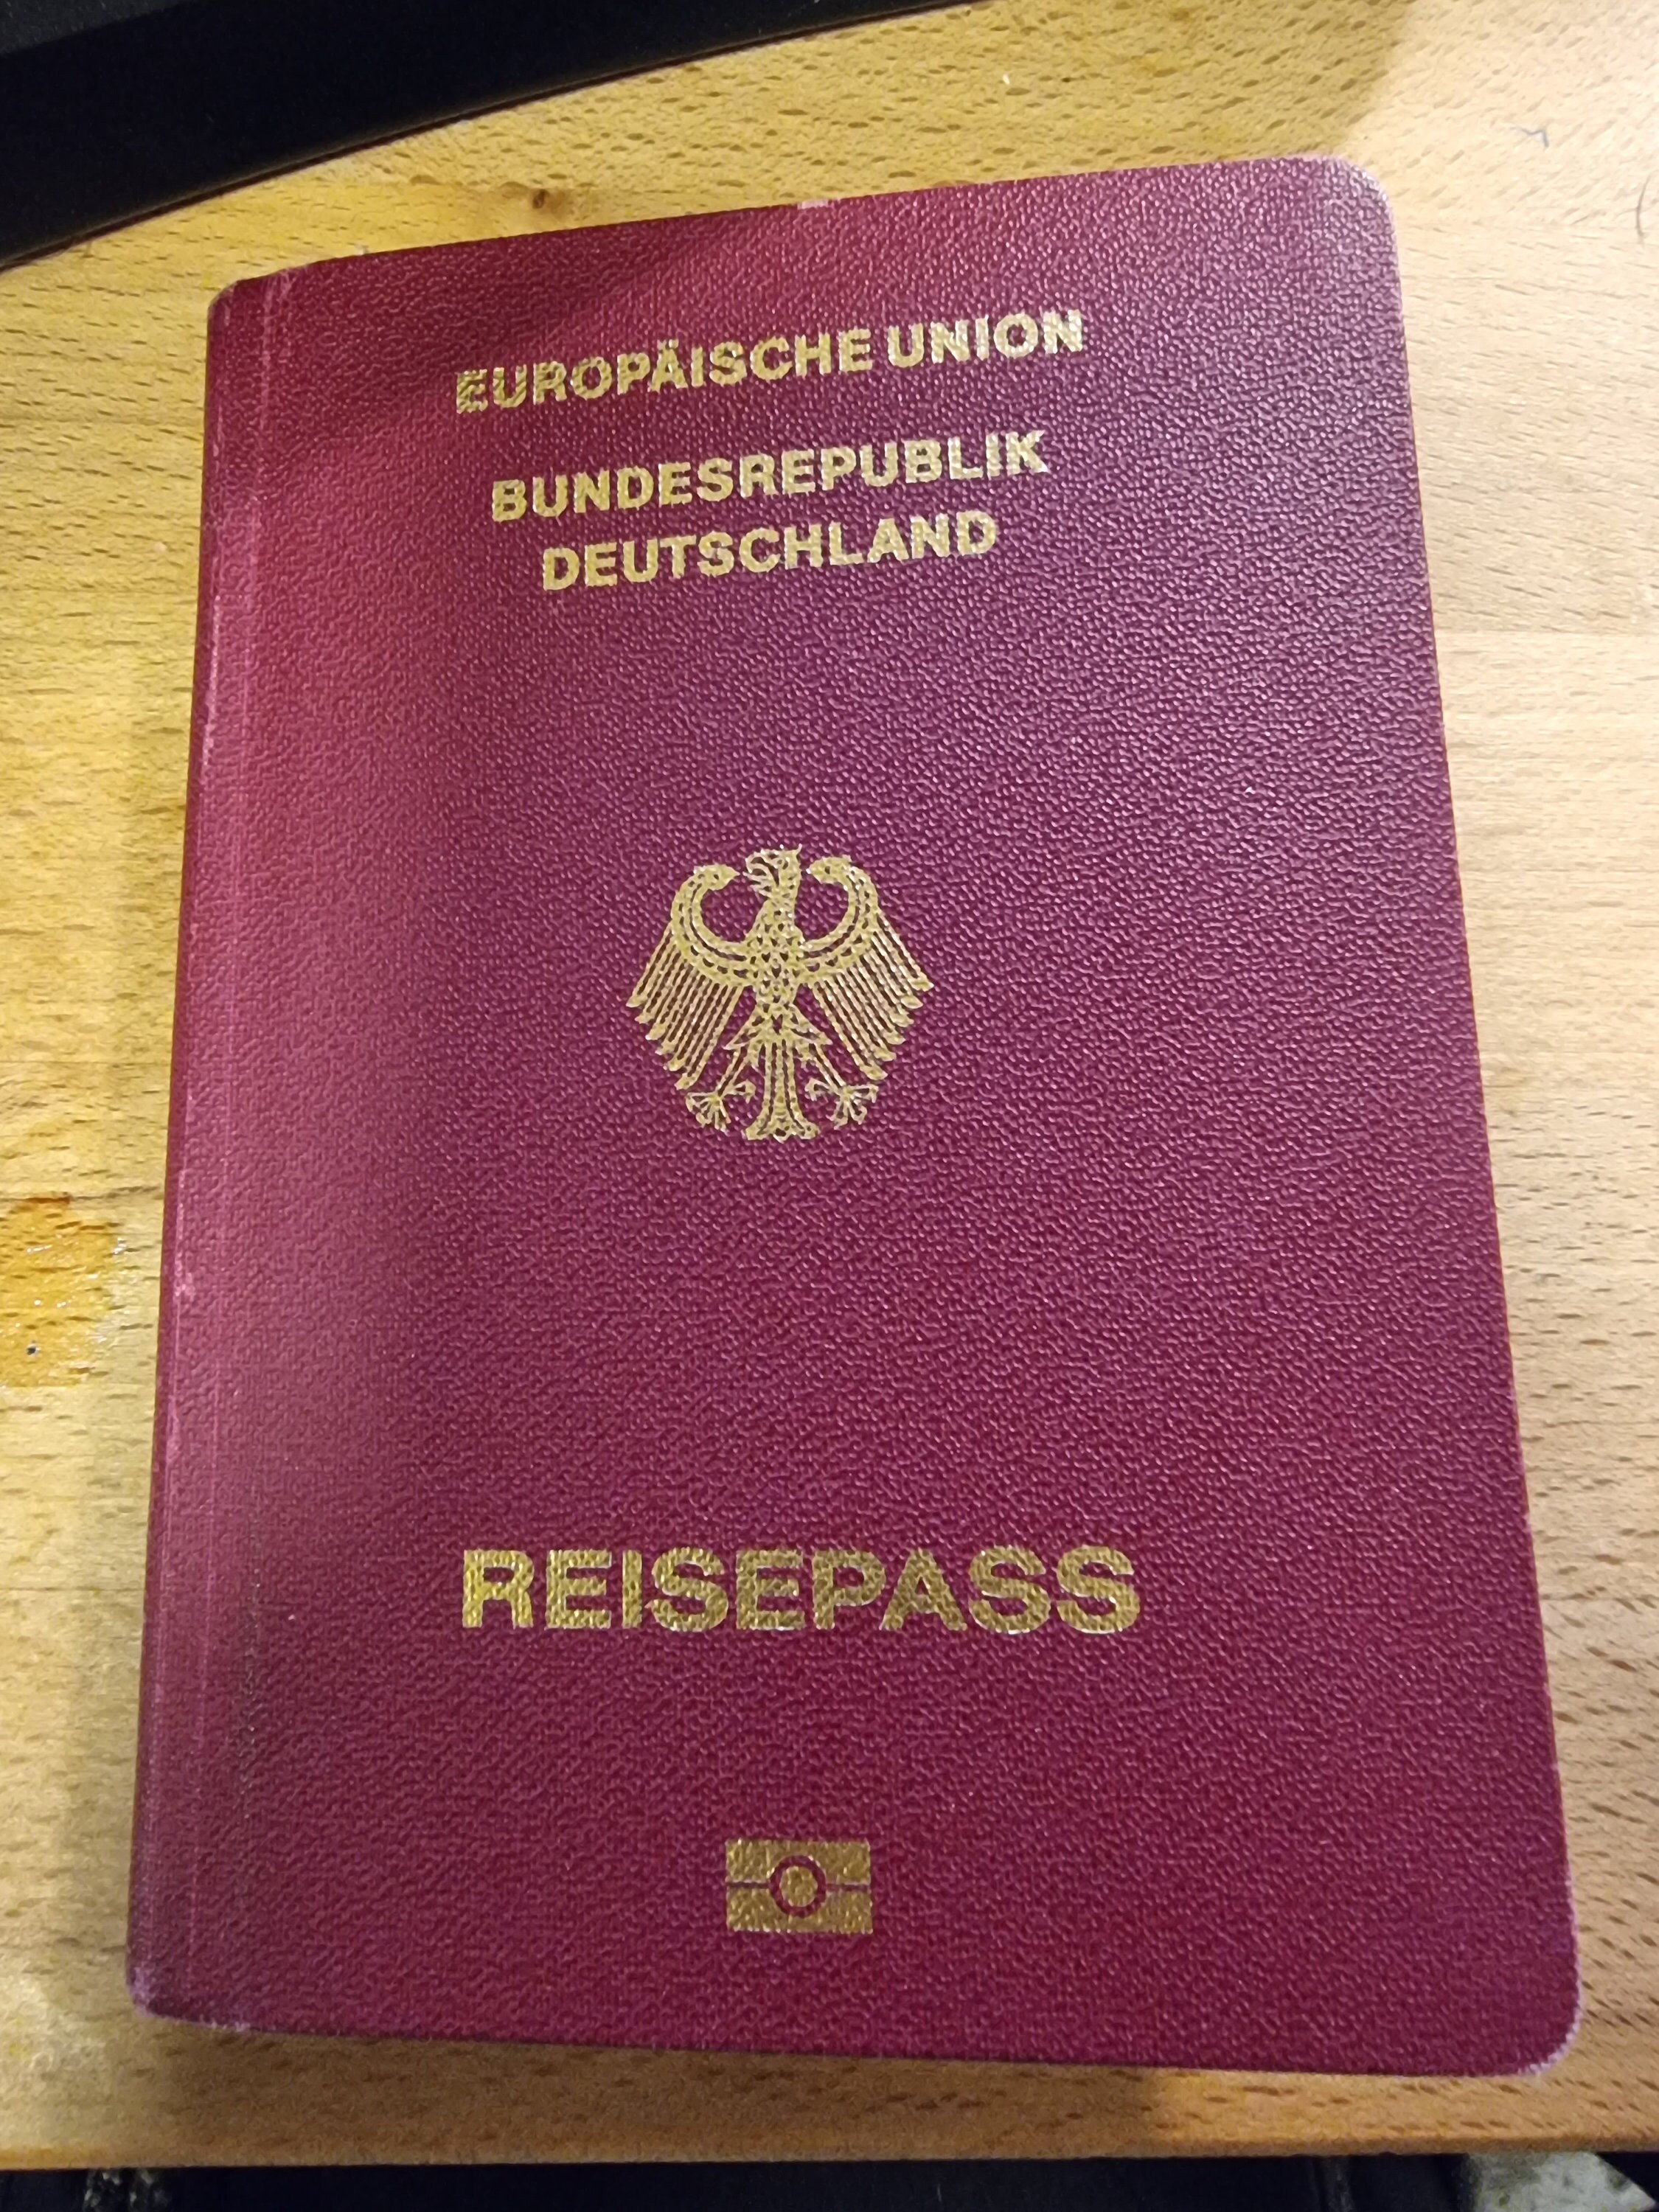 EUROPÄISCHE UNION
BUNDESREPUBLIK
DEUTSCHLAND
REISEPASS